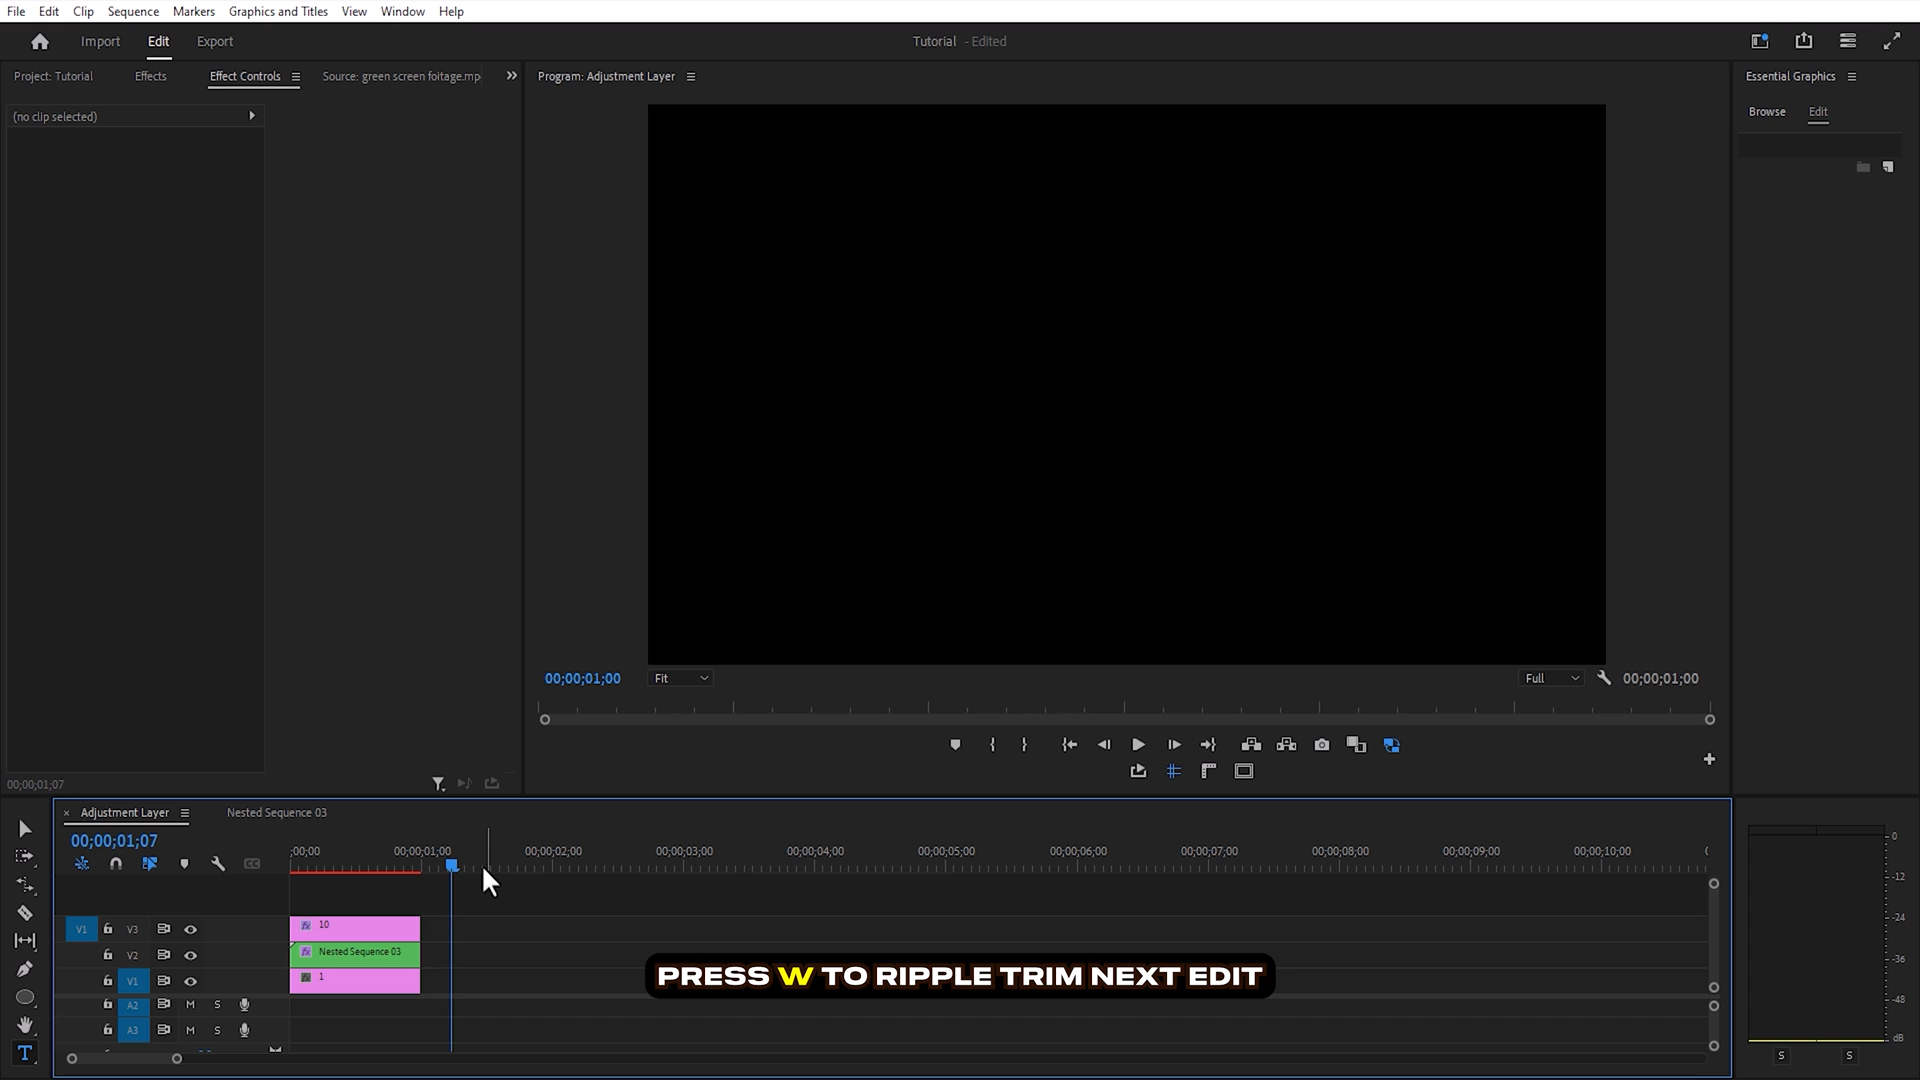 File Edit Clip Sequence Markers Graphics and Titles View Window Help
Import Edit Export Tutorial - Edited
Project: Tutorial Effects Effect Controls Source: green screen foitage.mp
Program: Adjustment Layer
Essential Graphics
(no clip selected)
Browse Edit
00;00;01;00 Fit Full 00;00;01;00
00;00;01;07
Adjustment Layer Nested Sequence 03
00;00;01;07
;00;00 00;00;01;00 00;00;02;00 00;00;03;00 00;00;04;00 00;00;05;00 00;00;06;00 00;00;07;00 00;00;08;00 00;00;09;00 00;00;10;00
V1 V3 10
V2 Nested Sequence 03
V1 1
A2 M S
A3 M S
PRESS W TO RIPPLE TRIM NEXT EDIT
0
-12
-24
-36
-48
dB
S S